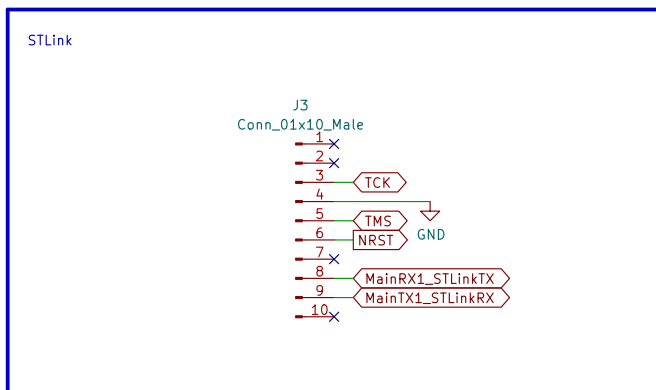 STLink
J3
Conn_01x10_Male
1
2
3 TCK
4
5 TMS
GND
6 NRST
7
8 MainRX1_STLinkTX
9 MainTX1_STLinkRX
10